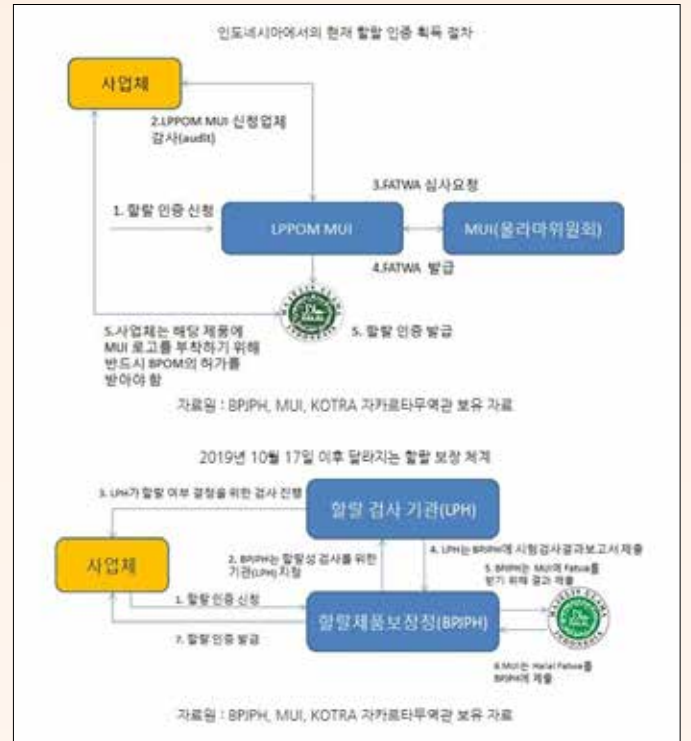 인도네시아에서의 현재 할랄 인증 획득 절차
사업체
2.LPPOM MUI 신청업체
감사(audit)
3.FATWA 심사요청
1. 할랄 인증 신청
LPPOM MUI
MUI(울라마위원회)
4.FATWA 발급
MAJELIS ULAMA
HALAL
INDONESIA
5. 할랄 인증 발급
5.사업체는 해당 제품에
MUI 로고를 부착하기 위해
반드시 BPOM의 허가를
받아야 함
자료원 : BPJPH, MUI, KOTRA 자카르타무역관 보유 자료
2019년 10월 17일 이후 달라지는 할랄 보장 체계
3. LPH가 할랄 여부 결정을 위한 검사 진행
할랄 검사 기관(LPH)
사업체
2. BPJPH는 할랄성 검사를 위한
기관(LPH) 지정
4. LPH는 BPJPH에 시험검사결과보고서 제출
5. BPJPH는 MUI에 Fatwa를
받기 위해 결과 제출
1. 할랄 인증 신청
할랄제품보장청(BPJPH)
MAJELIS ULAMA
HALAL
INDONESIA
7. 할랄 인증 발급
6.MUI는 Halal Fatwa를
BPJPH에 제출
자료원 : BPJPH, MUI, KOTRA 자카르타무역관 보유 자료